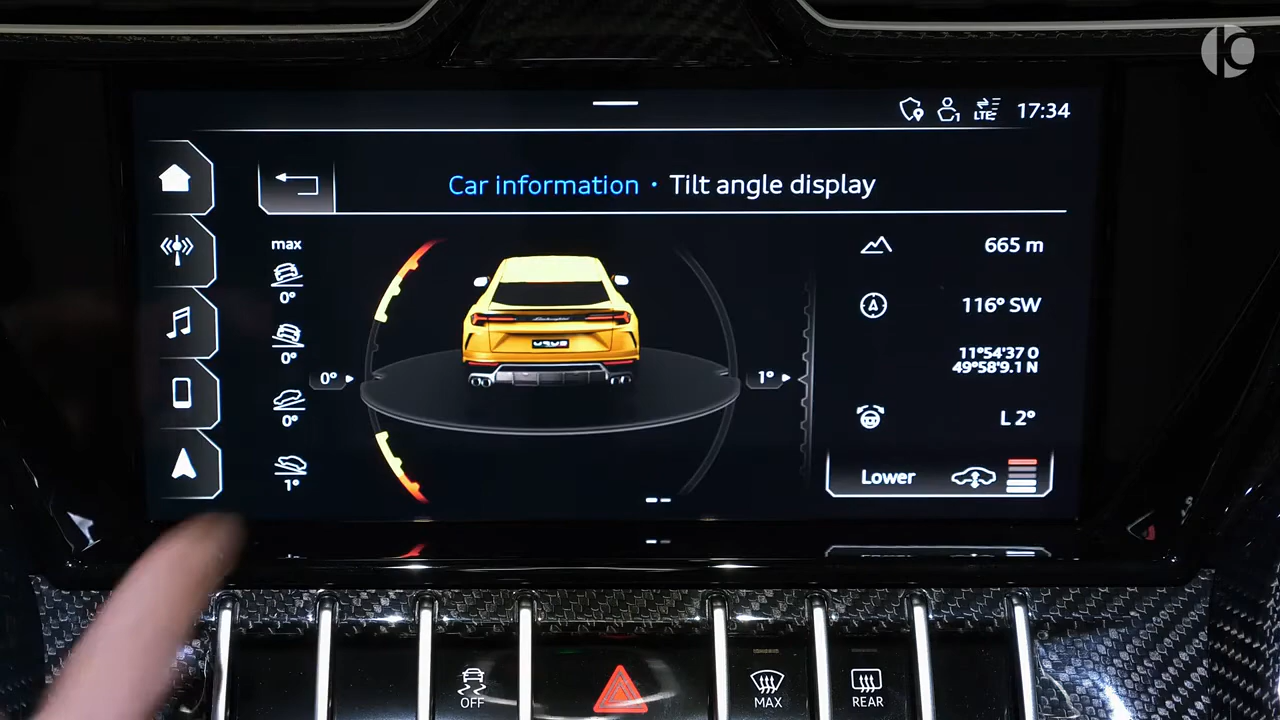 LTE 17:34
Car information · Tilt angle display
max
0°
0°
0°
1°
0°
1°
665 m
116° SW
11°54'37 O
49°58'9.1 N
L 2°
Lower
OFF
MAX
REAR